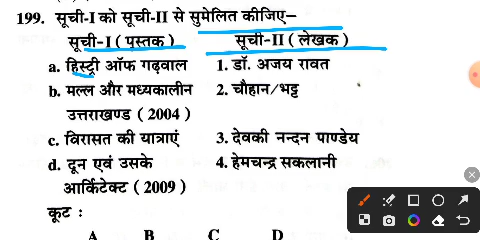 199. सूची-I को सूची-II से सुमेलित कीजिए–
सूची-I ( पुस्तक ) सूची-II ( लेखक )
a. हिस्ट्री ऑफ गढ़वाल 1. डॉ. अजय रावत
b. मल्ल और मध्यकालीन 2. चौहान/भट्ट
उत्तराखण्ड ( 2004 )
c. विरासत की यात्राएं 3. देवकी नन्दन पाण्डेय
d. दून एवं उसके 4. हेमचन्द्र सकलानी
आर्किटेक्ट ( 2009 )
कूट :
A B C D